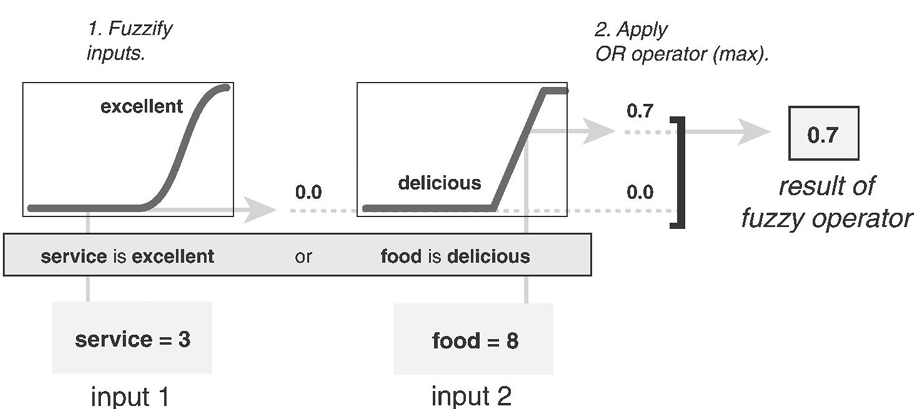 1. Fuzzify
inputs.
2. Apply
OR operator (max).
excellent
delicious
0.0
0.7
0.0
0.7
result of
fuzzy operator
service is excellent or food is delicious
service = 3
food = 8
input 1
input 2